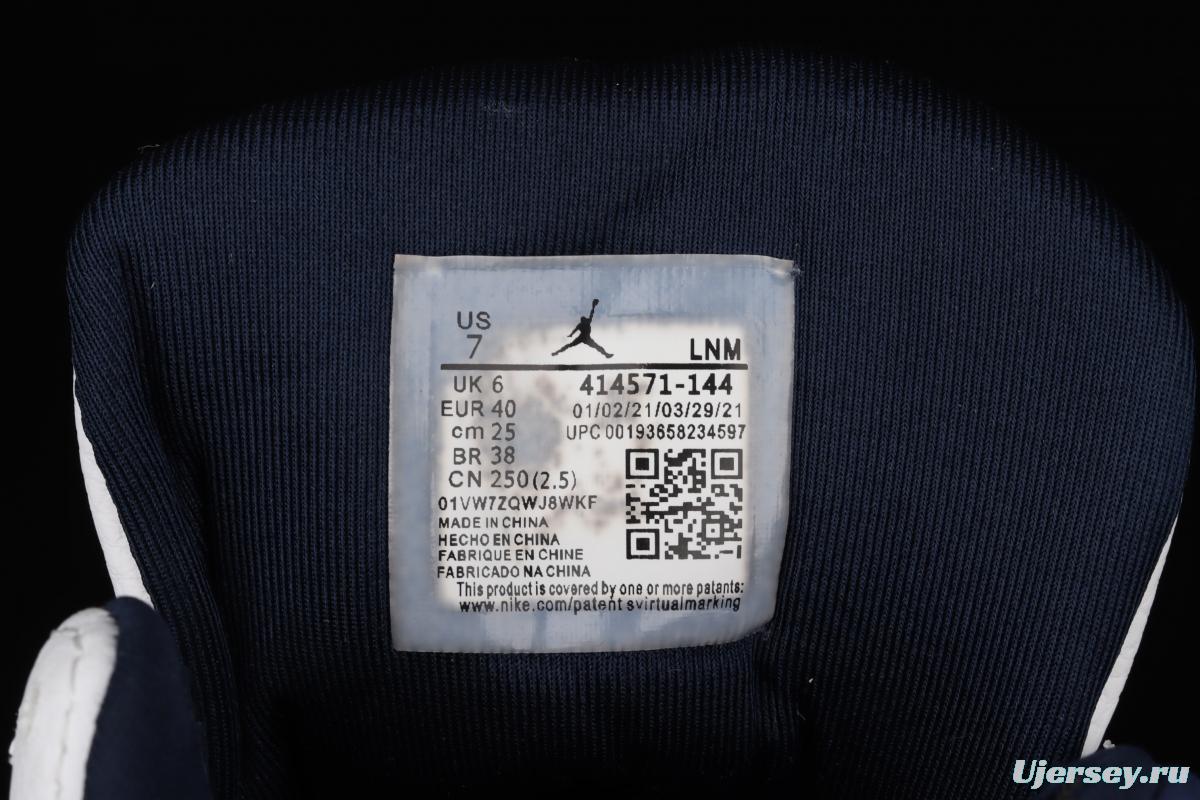 US
7
LNM
UK 6
414571-144
EUR 40
01/02/21/03/29/21
cm 25
UPC 00193658234597
BR 38
CN 250(2.5)
01VW7ZQWJ8WKF
MADE IN CHINA
HECHO EN CHINA
FABRIQUE EN CHINE
FABRICADO NA CHINA
This product is covered by one or more patants:
www.nike.com/patent svirtualmarking
Ujersey.ru